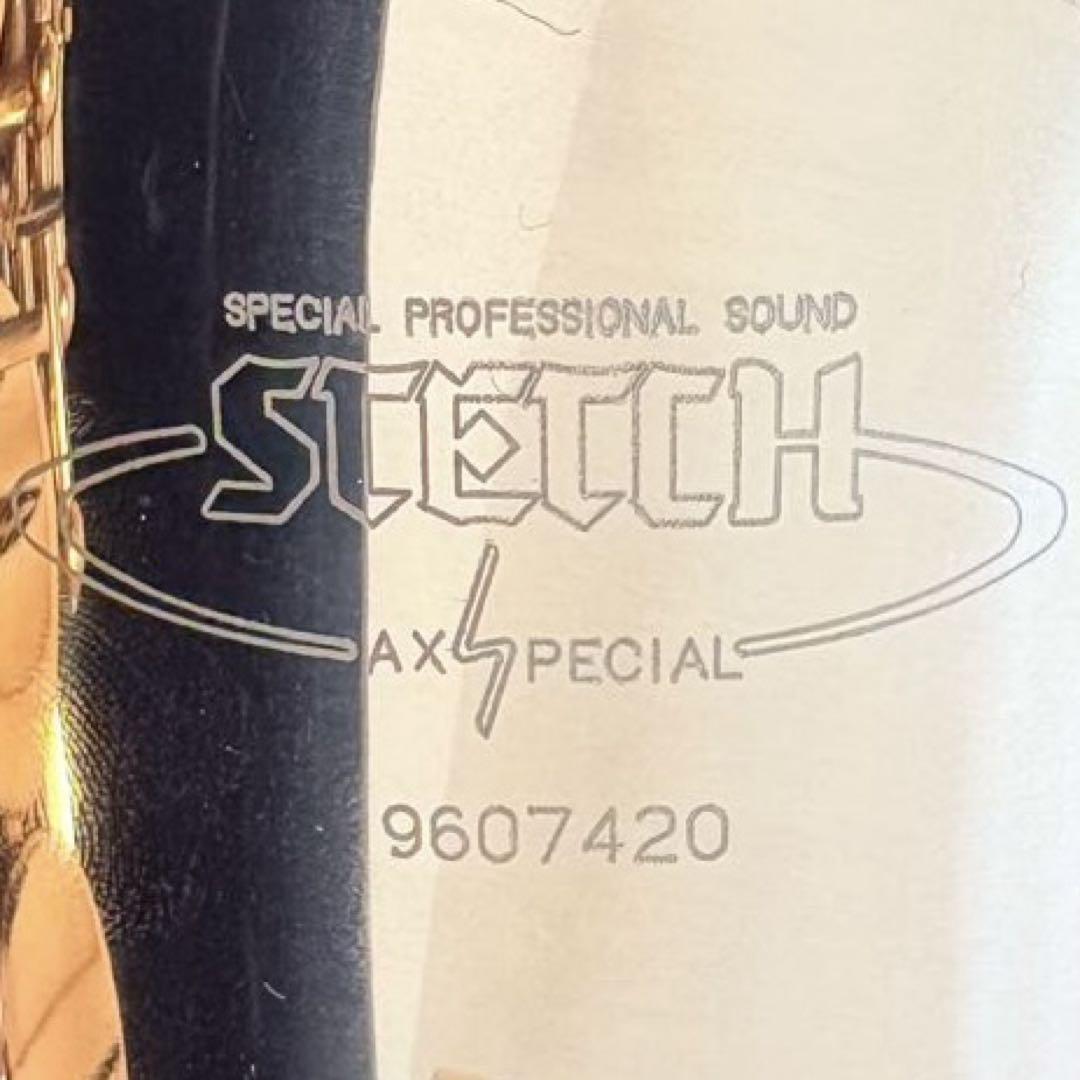 SPECIAL PROFESSIONAL SOUND
STETCH
AX SPECIAL
9607420